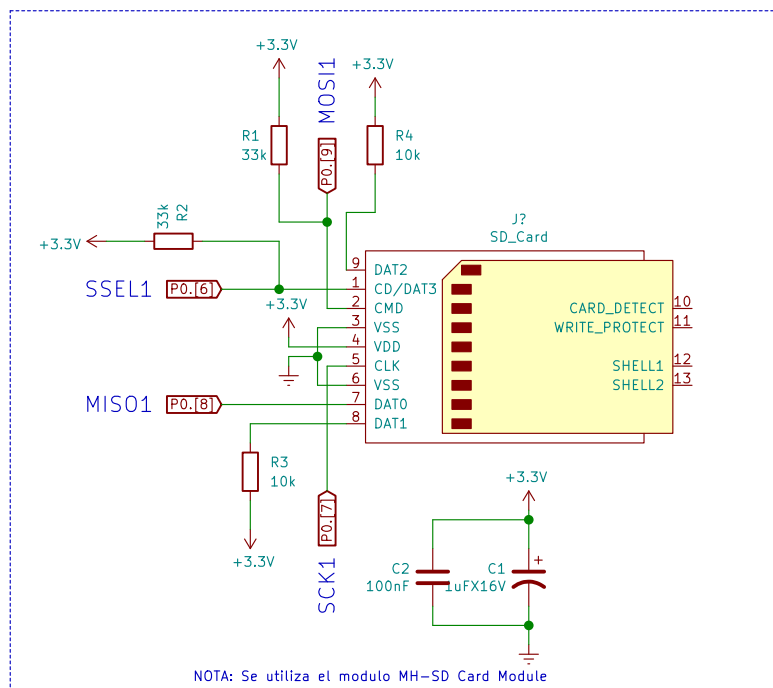 +3.3V
MOSI1
+3.3V
R1
33k
P0.[9]
R4
10k
33k
R2
+3.3V
J?
SD_Card
SSEL1
P0.[6]
+3.3V
9
DAT2
1
CD/DAT3
2
CMD
3
VSS
4
VDD
5
CLK
6
VSS
7
DAT0
8
DAT1
CARD_DETECT
10
WRITE_PROTECT
11
SHELL1
12
SHELL2
13
MISO1
P0.[8]
R3
10k
+3.3V
P0.[7]
SCK1
+3.3V
C2
100nF
C1
1uFX16V
+
NOTA: Se utiliza el modulo MH-SD Card Module